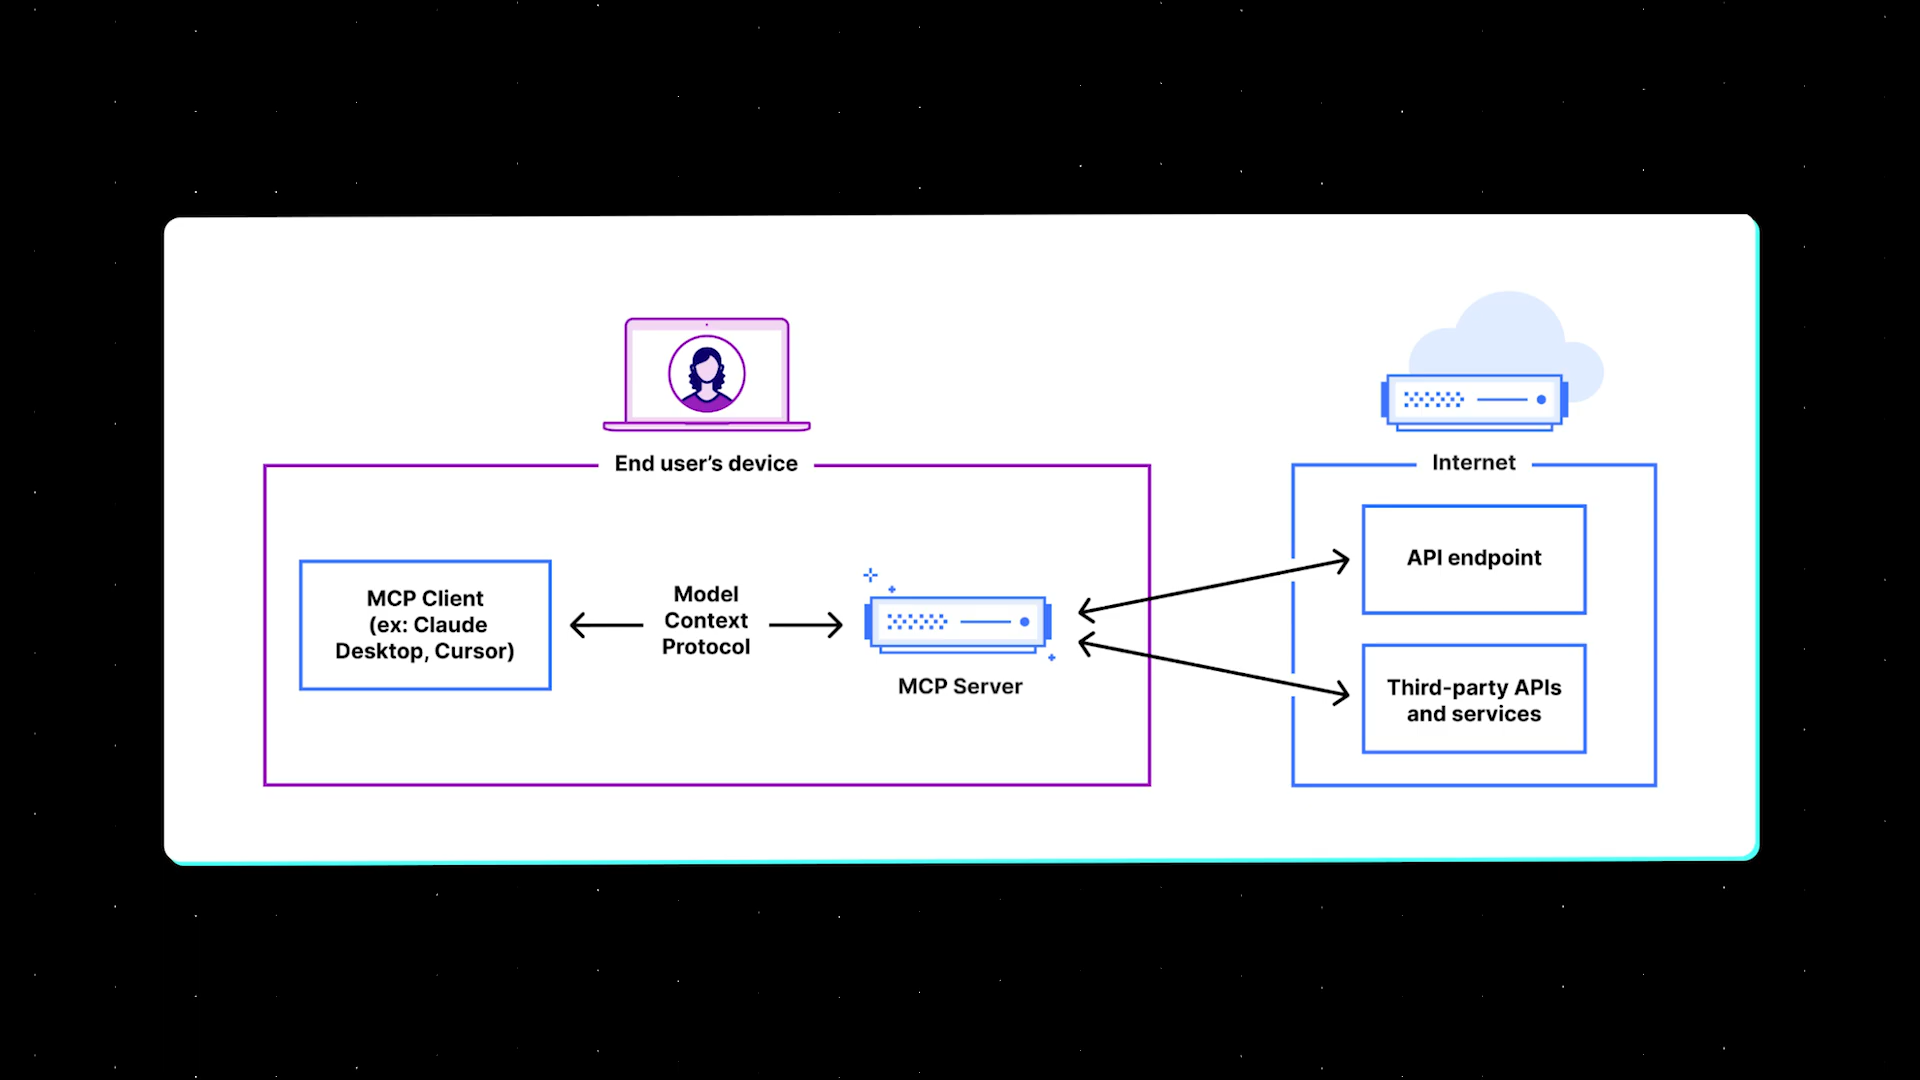 End user's device
Internet
MCP Client
(ex: Claude
Desktop, Cursor)
Model
Context
Protocol
MCP Server
API endpoint
Third-party APIs
and services